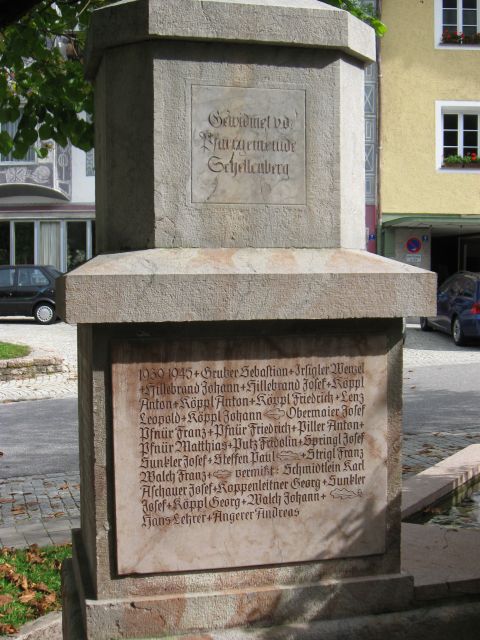 Gewidmet v.d.
Pfarrgemeinde
Schellenberg
1939 1945+Gruber Sebastian+Irsigler Wenzel
+Hillebrand Johann+Hillebrand Josef+Köppl
Anton+Köppl Anton+Köppl Friedrich+Lenz
Leopold+Köppl Johann Obermaier Josef
Pfnür Franz+Pfnür Friedrich+Piller Anton+
Pfnür Matthias+Putz Fridolin+Springl Josef
Sunkler Josef+Steffen Paul +Strigl Franz
Walch Franz+ vermißt+Schmidtlein Karl
Aschauer Josef+Koppenleitner Georg+Sunkler
Josef+Köppl Georg+Walch Johann+
Hans Lehrer+Angerer Andreas